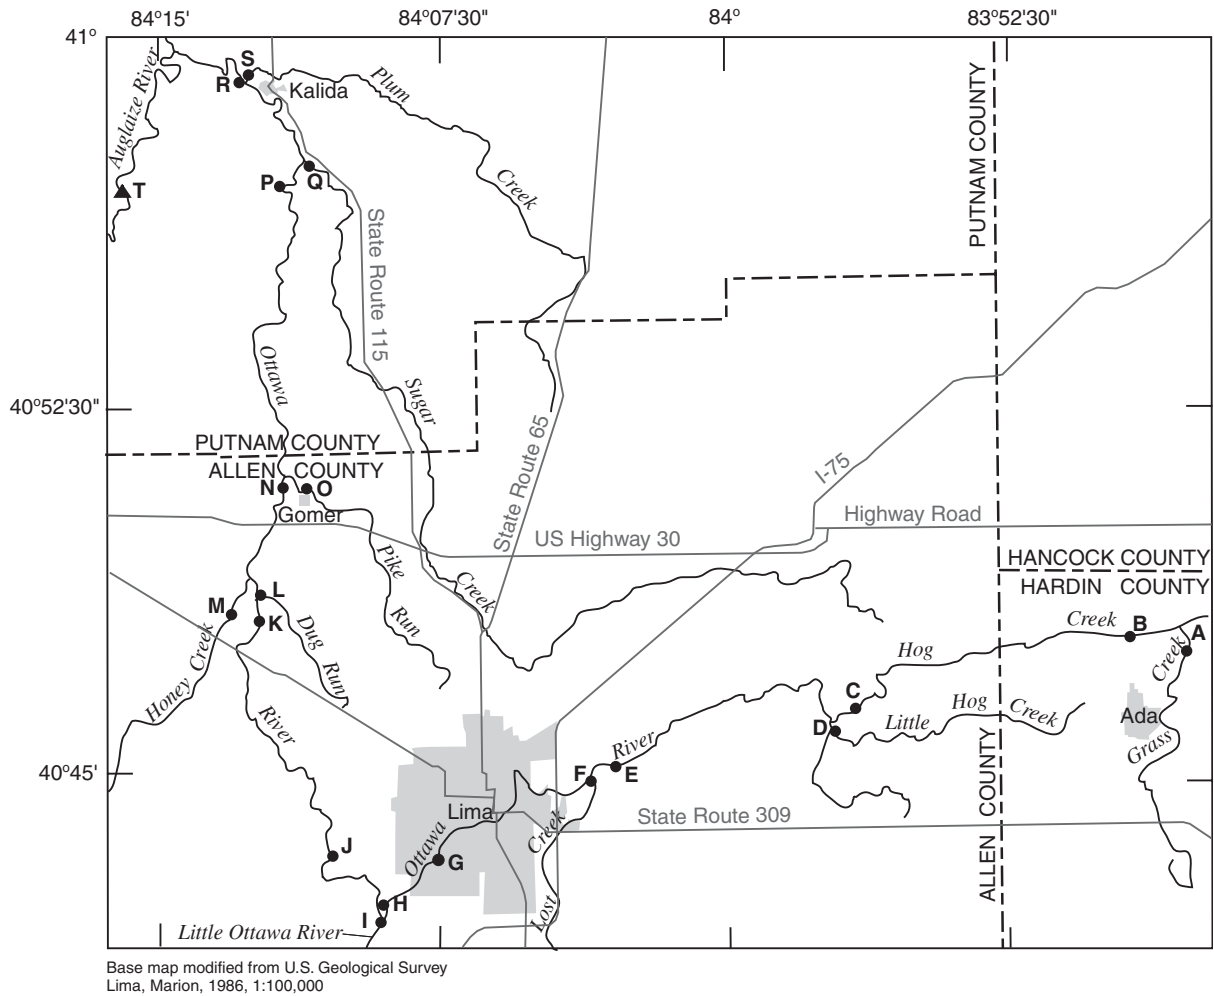 84°15'
84°07'30"
84°
83°52'30"
41°
S
R
Kalida
Plum
Auglaize River
PUTNAM COUNTY
T
P
Q
Creek
State Route 115
Ottawa
Sugar
40°52'30"
PUTNAM COUNTY
ALLEN COUNTY
State Route 65
I-75
N
O
Gomer
Highway Road
US Highway 30
Pike
HANCOCK COUNTY
HARDIN COUNTY
Creek
L
M
K
Dug
Run
Run
Creek
B
A
Creek
Hog
Honey Creek
River
C
Hog
Creek
Ada
D
Little
Grass
River
40°45'
F
E
ALLEN COUNTY
Lima
State Route 309
Creek
Ottawa
J
G
H
I
Lost
Little Ottawa River
Base map modified from U.S. Geological Survey
Lima, Marion, 1986, 1:100,000